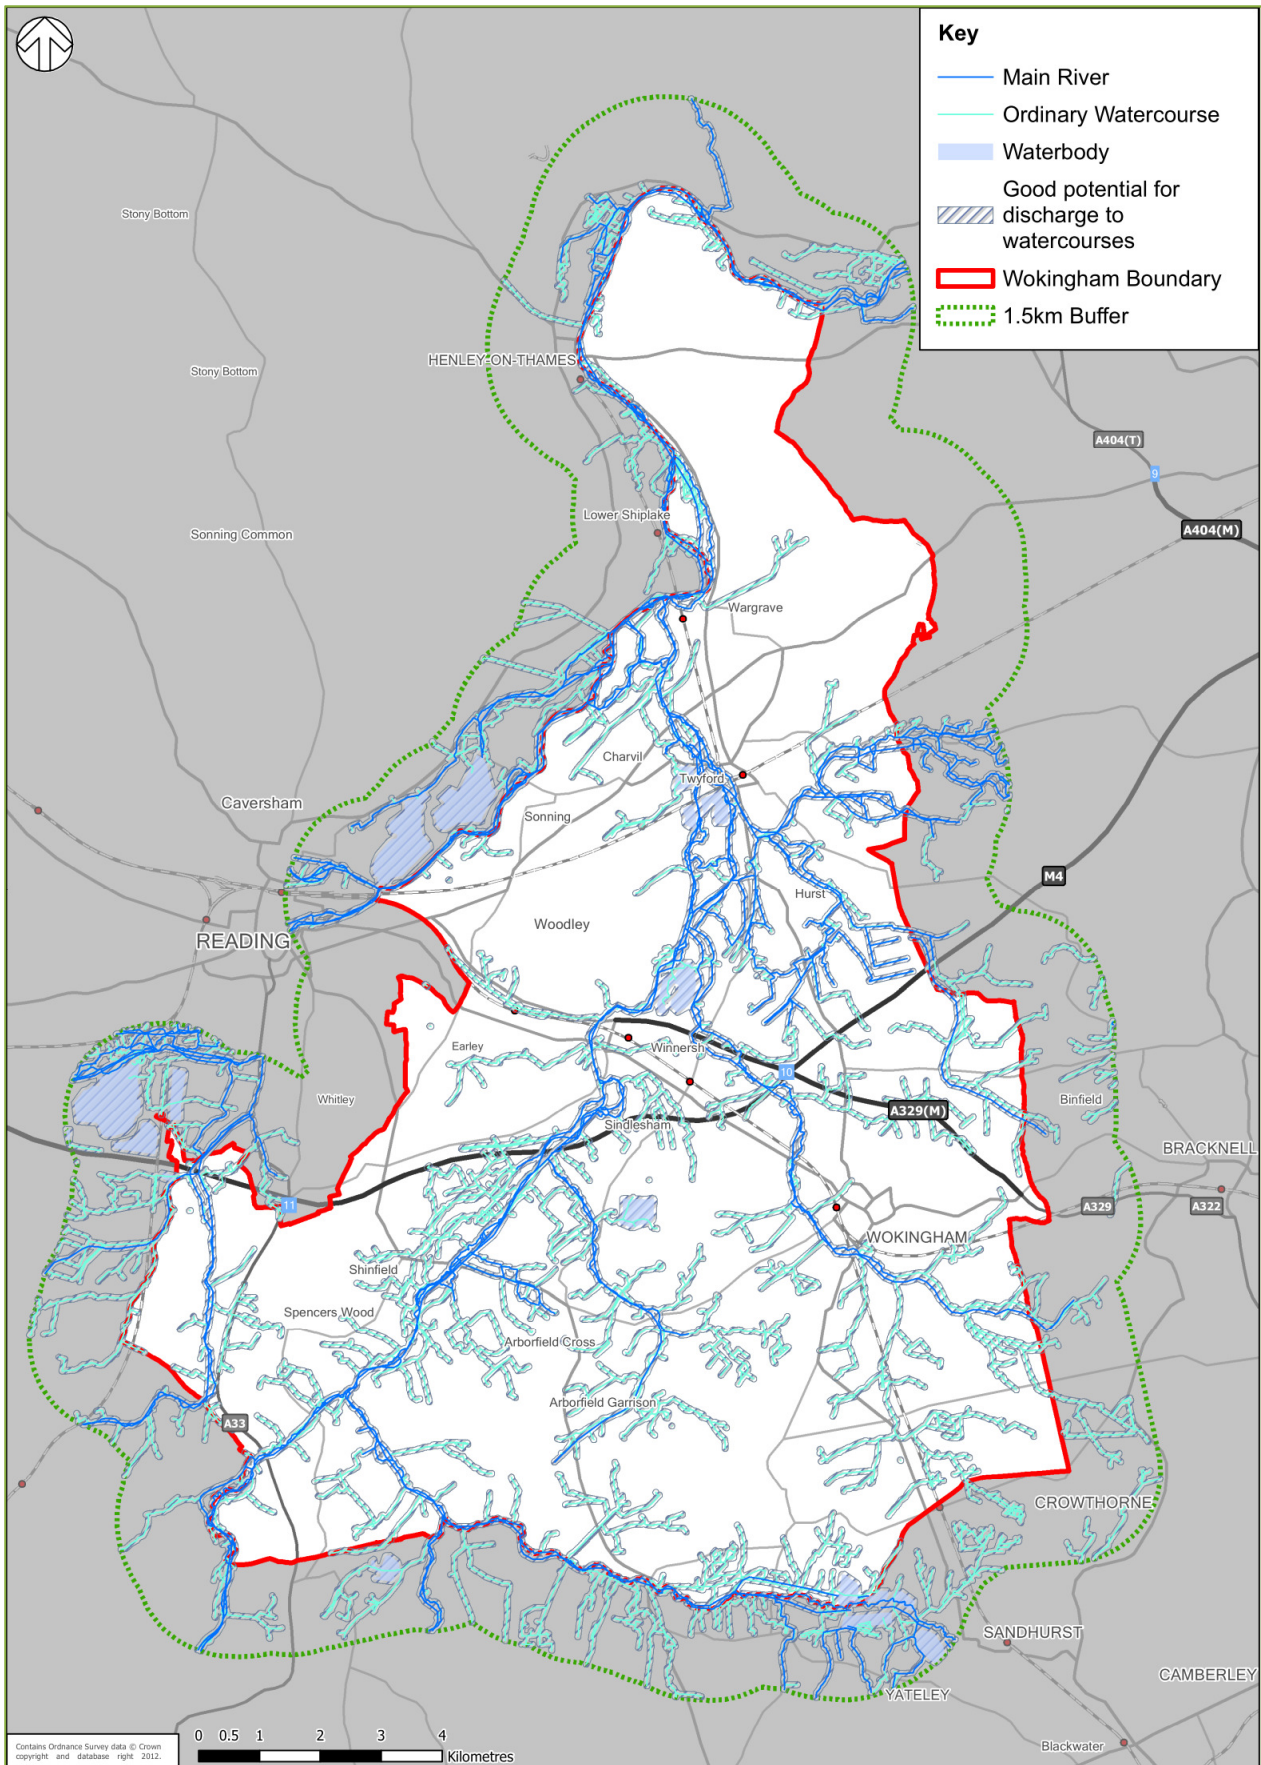 Key
Main River
Ordinary Watercourse
Waterbody
Good potential for
discharge to
watercourses
Wokingham Boundary
1.5km Buffer
Stony Bottom
HENLEY-ON-THAMES
Stony Bottom
A404(T)
9
Lower Shiplake
A404(M)
Sonning Common
Wargrave
Charvil
Twyford
Caversham
Sonning
M4
Hurst
Woodley
READING
Earley
Winnersh
10
Whitley
Binfield
A329(M)
Sindlesham
BRACKNELL
11
A329
A322
WOKINGHAM
Shinfield
Spencers Wood
Arborfield Cross
Arborfield Garrison
A33
CROWTHORNE
SANDHURST
CAMBERLEY
YATELEY
Blackwater
0 0.5 1 2 3 4
Kilometres
Contains Ordnance Survey data © Crown
copyright and database right 2012.